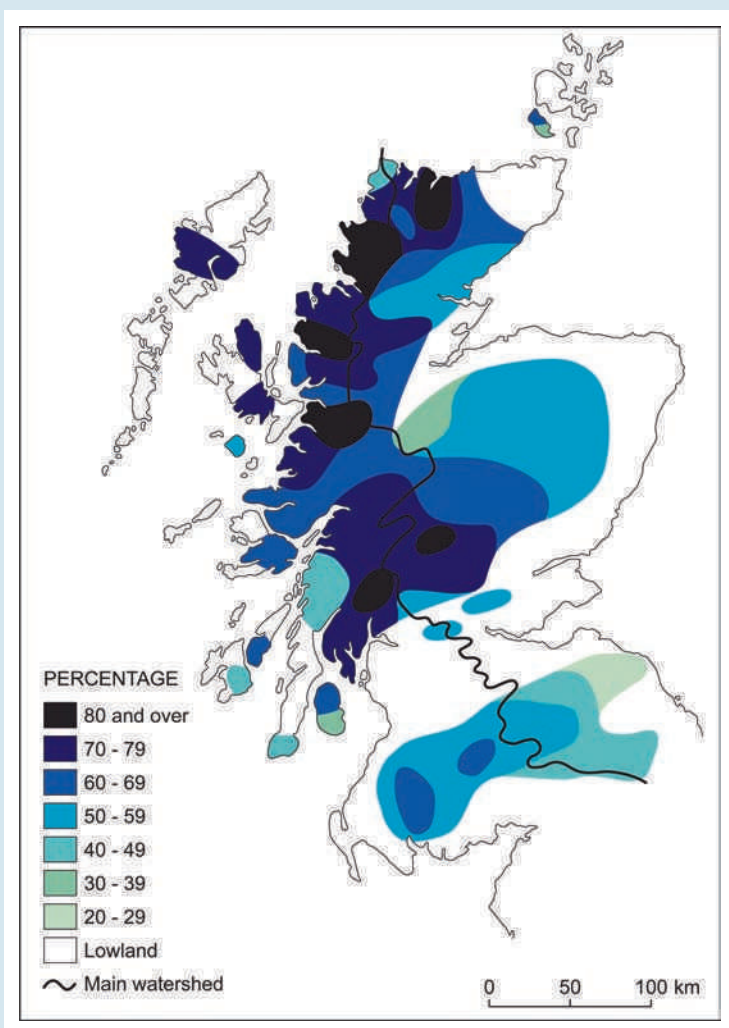 PERCENTAGE
80 and over
70 - 79
60 - 69
50 - 59
40 - 49
30 - 39
20 - 29
Lowland
Main watershed
0 50 100 km